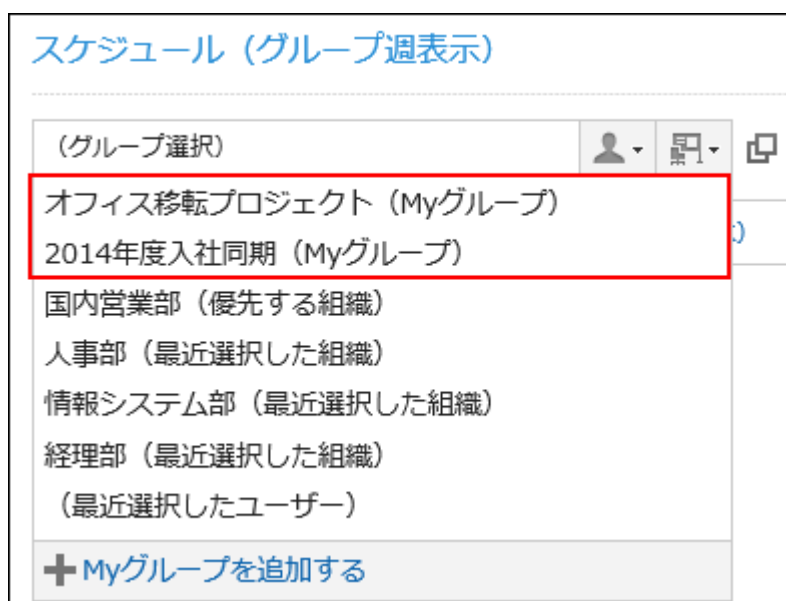 スケジュール（グループ週表示）
（グループ選択）
オフィス移転プロジェクト（Myグループ）
2014年度入社同期（Myグループ）
国内営業部（優先する組織）
人事部（最近選択した組織）
情報システム部（最近選択した組織）
経理部（最近選択した組織）
（最近選択したユーザー）
Myグループを追加する